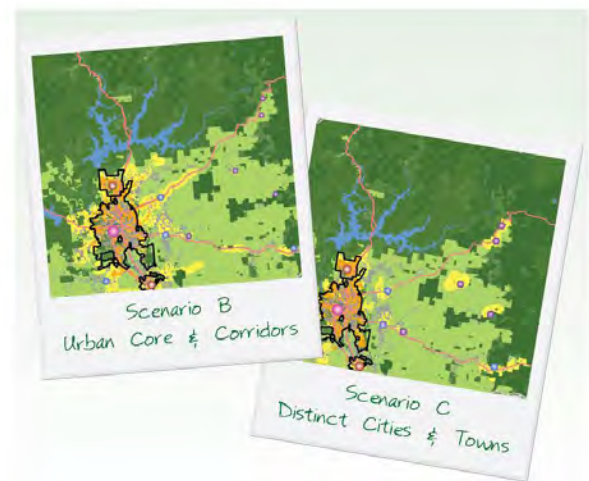 Scenario B
Urban Core & Corridors
Scenario C
Distinct Cities & Towns